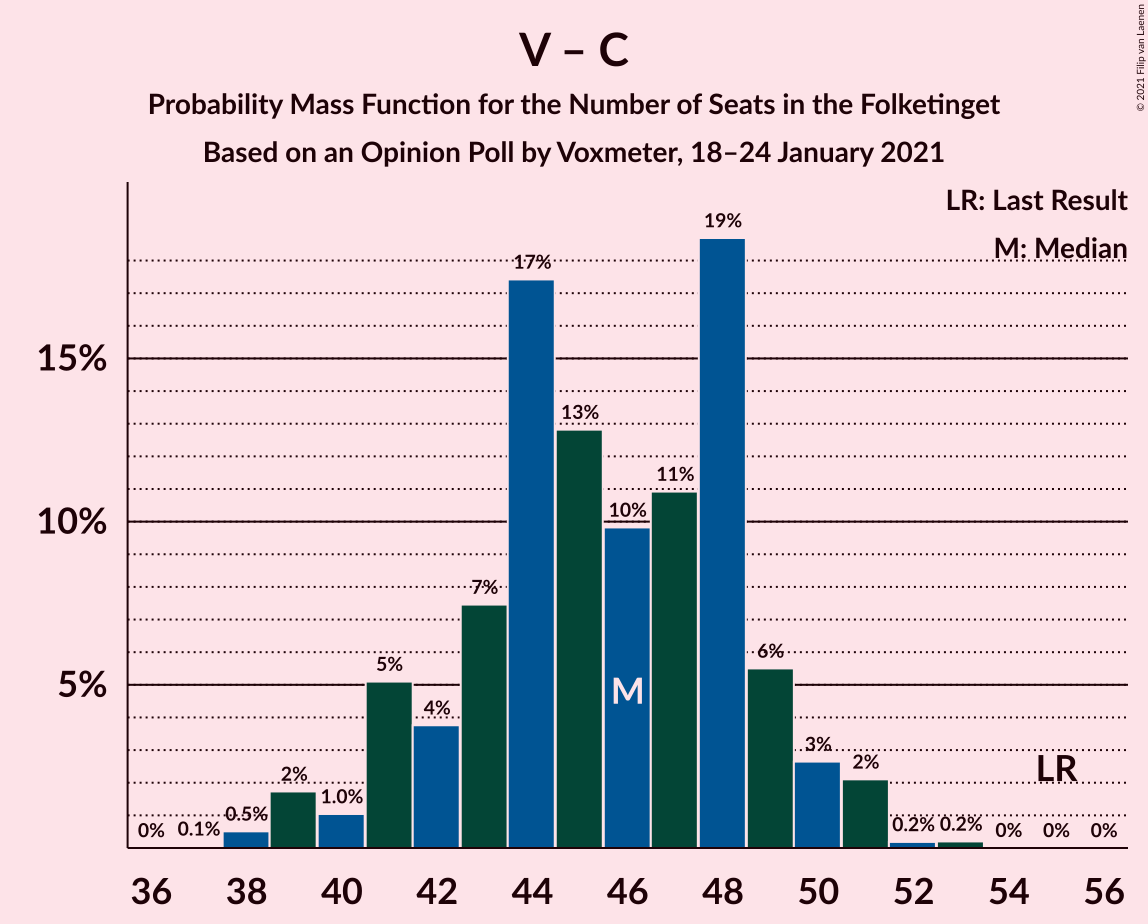 V – C
Probability Mass Function for the Number of Seats in the Folketinget
Based on an Opinion Poll by Voxmeter, 18–24 January 2021
© 2021 Filip van Laenen
LR: Last Result
M: Median
15%
10%
5%
0%
0.1%
0.5%
2%
1.0%
5%
4%
7%
17%
13%
10%
11%
19%
6%
3%
2%
0.2%
0.2%
0%
0%
0%
M
LR
36 38 40 42 44 46 48 50 52 54 56